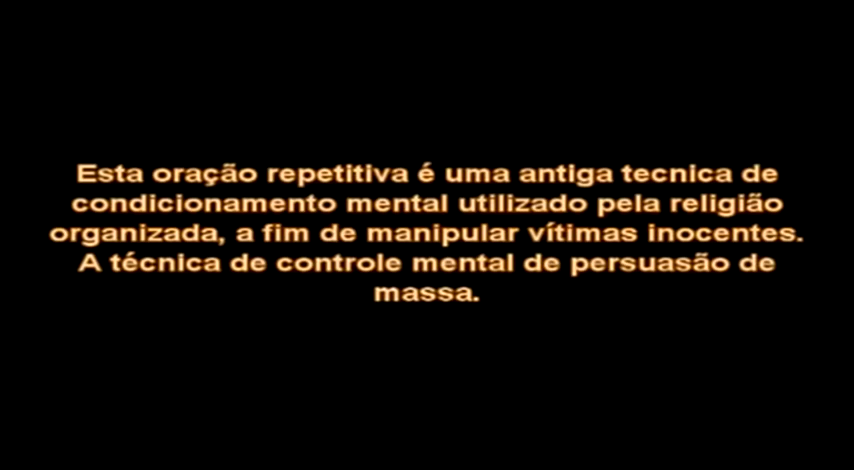 Esta oração repetitiva é uma antiga tecnica de
condicionamento mental utilizado pela religião
organizada, a fim de manipular vítimas inocentes.
A técnica de controle mental de persuasão de
massa.